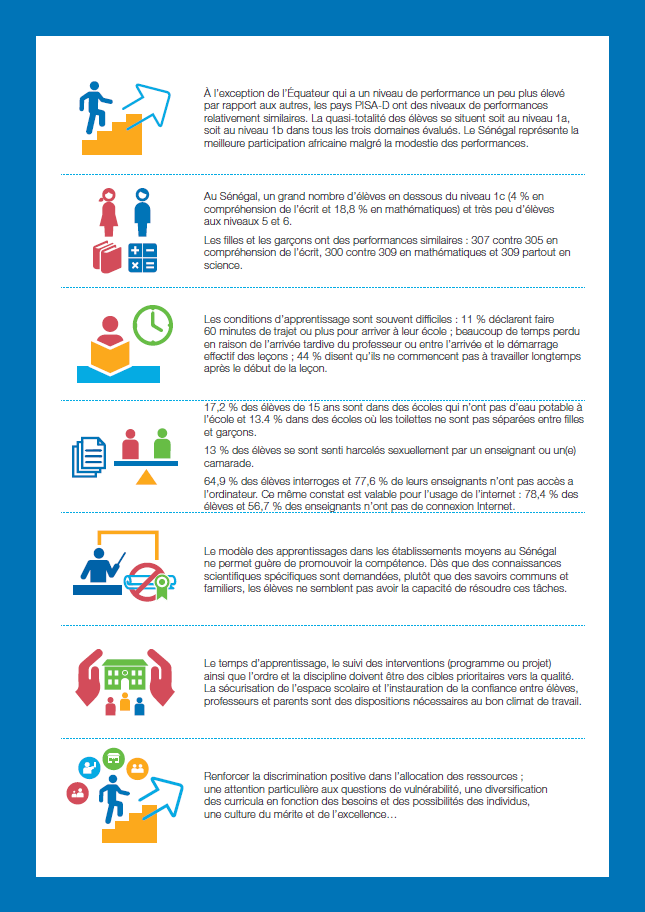 À l'exception de l'Équateur qui a un niveau de performance un peu plus élevé
par rapport aux autres, les pays PISA-D ont des niveaux de performances
relativement similaires. La quasi-totalité des élèves se situent soit au niveau 1a,
soit au niveau 1b dans tous les trois domaines évalués. Le Sénégal représente la
meilleure participation africaine malgré la modestie des performances.
Au Sénégal, un grand nombre d'élèves en dessous du niveau 1c (4 % en
compréhension de l'écrit et 18,8 % en mathématiques) et très peu d'élèves
aux niveaux 5 et 6.
Les filles et les garçons ont des performances similaires : 307 contre 305 en
compréhension de l'écrit, 300 contre 309 en mathématiques et 309 partout en
science.
Les conditions d'apprentissage sont souvent difficiles : 11 % déclarent faire
60 minutes de trajet ou plus pour arriver à leur école ; beaucoup de temps perdu
en raison de l'arrivée tardive du professeur ou entre l'arrivée et le démarrage
effectif des leçons ; 44 % disent qu'ils ne commencent pas à travailler longtemps
après le début de la leçon.
17,2 % des élèves de 15 ans sont dans des écoles qui n'ont pas d'eau potable à
l'école et 13.4 % dans des écoles où les toilettes ne sont pas séparées entre filles
et garçons.
13 % des élèves se sont senti harcelés sexuellement par un enseignant ou un(e)
camarade.
64,9 % des élèves interroges et 77,6 % de leurs enseignants n'ont pas accès a
l'ordinateur. Ce même constat est valable pour l'usage de l'internet : 78,4 % des
élèves et 56,7 % des enseignants n'ont pas de connexion Internet.
Le modèle des apprentissages dans les établissements moyens au Sénégal
ne permet guère de promouvoir la compétence. Dès que des connaissances
scientifiques spécifiques sont demandées, plutôt que des savoirs communs et
familiers, les élèves ne semblent pas avoir la capacité de résoudre ces tâches.
Le temps d'apprentissage, le suivi des interventions (programme ou projet)
ainsi que l'ordre et la discipline doivent être des cibles prioritaires vers la qualité.
La sécurisation de l'espace scolaire et l'instauration de la confiance entre élèves,
professeurs et parents sont des dispositions nécessaires au bon climat de travail.
Renforcer la discrimination positive dans l'allocation des ressources ;
une attention particulière aux questions de vulnérabilité, une diversification
des curricula en fonction des besoins et des possibilités des individus,
une culture du mérite et de l'excellence…